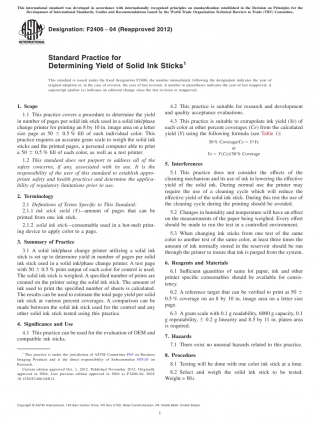 This international standard was developed in accordance with internationally recognized principles on standardization established in the Decision on Principles for the
Development of International Standards, Guides and Recommendations issued by the World Trade Organization Technical Barriers to Trade (TBT) Committee.
Designation: F2406 − 04 (Reapproved 2012)
INTERNATIONAL
Standard Practice for
Determining Yield of Solid Ink Sticks1
This standard is issued under the fixed designation F2406; the number immediately following the designation indicates the year of
original adoption or, in the case of revision, the year of last revision. A number in parentheses indicates the year of last reapproval. A
superscript epsilon (ε) indicates an editorial change since the last revision or reapproval.
1. Scope
1.1 This practice covers a procedure to determine the yield
in number of pages per solid ink stick used in a solid ink/phase
change printer for printing an 8 by 10 in. image area on a letter
size page at 50 ± 0.5 % fill of each individual color. This
practice requires an accurate gram scale to weigh the solid ink
sticks and the printed pages, a personal computer able to print
a 50 ± 0.5 % fill of each color, as well as a test printer.
1.2 This standard does not purport to address all of the
safety concerns, if any, associated with its use. It is the
responsibility of the user of this standard to establish appro-
priate safety and health practices and determine the applica-
bility of regulatory limitations prior to use.
2. Terminology
2.1 Definitions of Terms Specific to This Standard:
2.1.1 ink stick yield (Yi)—amount of pages that can be
printed from one ink stick.
2.1.2 solid ink stick—consumable used in a hot-melt print-
ing device to apply color to a page.
3. Summary of Practice
3.1 A solid ink/phase change printer utilizing a solid ink
stick is set up to determine yield in number of pages per solid
ink stick used in a solid ink/phase change printer. A test page
with 50 ± 0.5 % print output of each color for control is used.
The solid ink stick is weighed. A specified number of prints are
created on the printer using the solid ink stick. The amount of
ink used to print the specified number of sheets is calculated.
The results can be used to estimate the total page yield per solid
ink stick at various percent coverages. A comparison can be
made between the solid ink stick used for the control and any
other solid ink stick tested using this practice.
4. Significance and Use
4.1 This practice can be used for the evaluation of OEM and
compatible ink sticks.
1 This practice is under the jurisdiction of ASTM Committee F05 on Business
Imaging Products and is the direct responsibility of Subcommittee
Research.
Current edition approved Oct. 1, 2012. Published November 2012. Originally
approved in 2004. Last previous edition approved in 2004 as F2406–04. DOI:
10.1520/F2406-04R12.
4.2 This practice is suitable for research and development
and quality acceptance evaluations.
4.3 This practice is suitable to extrapolate ink yield (Yi) of
each color at other percent coverages (Cr) from the calculated
yield (Y) using the following formula (see Table 1):
50 % Coverage/Cr = Yi/Y
or
Yi = Y(Cr)/50 % Coverage
5. Interferences
5.1 This practice does not consider the effects of the
cleaning mechanism and its use of ink to lowering the effective
yield of the solid ink. During normal use the printer may
require the use of a cleaning cycle which will reduce the
effective yield of the solid ink stick. During this test the use of
the cleaning cycle during the printing should be avoided.
5.2 Changes in humidity and temperature will have an effect
on the measurements of the paper being weighed. Every effort
should be made to run the test in a controlled environment.
5.3 When changing ink sticks from one test of the same
color to another test of the same color, at least three times the
amount of ink normally stored in the reservoir should be run
through the printer to insure that ink is purged from the system.
6. Reagents and Materials
6.1 Sufficient quantities of same lot paper, ink and other
printer specific consumables should be available for consis-
tency.
6.2 A reference target that can be verified to print at 50 ±
0.5 % coverage on an 8 by 10 in. image area on a letter size
page.
6.3 A gram scale with 0.1 g readability, 6000 g capacity, 0.1
g repeatability, ± 0.2 g linearity and 8.5 by 11 in. platen area
is required.
7. Hazards
7.1 There exist no unusual hazards related to this practice.
8. Procedure
8.1 Testing will be done with one color ink stick at a time.
8.2 Select and weigh the solid ink stick to be tested.
Weight = Wis.
Copyright © ASTM International, 100 Barr Harbor Drive, PO Box C700, West Conshohocken, PA 19428-2959. United States
1